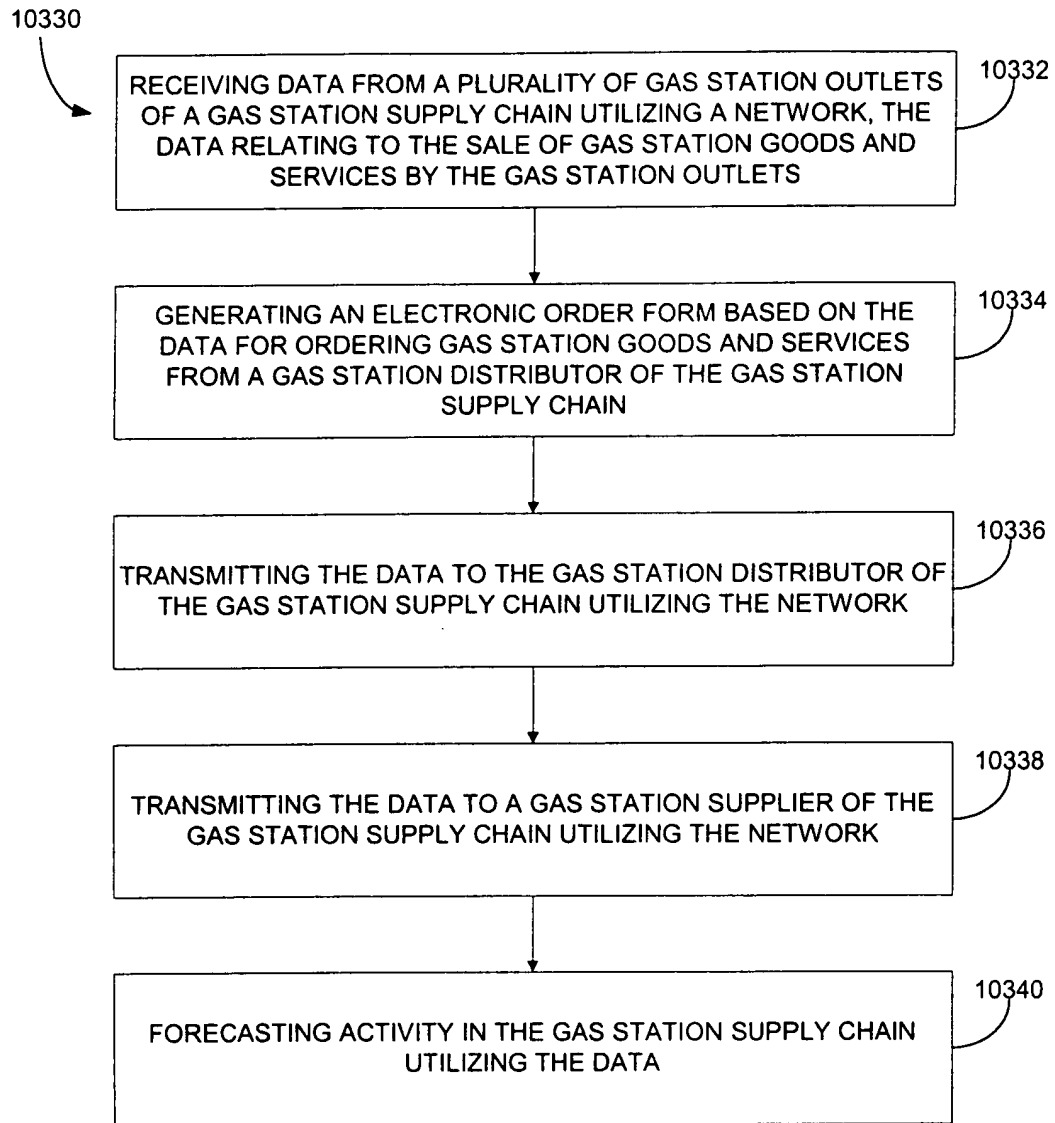 10330
RECEIVING DATA FROM A PLURALITY OF GAS STATION OUTLETS
OF A GAS STATION SUPPLY CHAIN UTILIZING A NETWORK, THE
DATA RELATING TO THE SALE OF GAS STATION GOODS AND
SERVICES BY THE GAS STATION OUTLETS
10332
GENERATING AN ELECTRONIC ORDER FORM BASED ON THE
DATA FOR ORDERING GAS STATION GOODS AND SERVICES
FROM A GAS STATION DISTRIBUTOR OF THE GAS STATION
SUPPLY CHAIN
10334
TRANSMITTING THE DATA TO THE GAS STATION DISTRIBUTOR OF
THE GAS STATION SUPPLY CHAIN UTILIZING THE NETWORK
10336
TRANSMITTING THE DATA TO A GAS STATION SUPPLIER OF THE
GAS STATION SUPPLY CHAIN UTILIZING THE NETWORK
10338
FORECASTING ACTIVITY IN THE GAS STATION SUPPLY CHAIN
UTILIZING THE DATA
10340